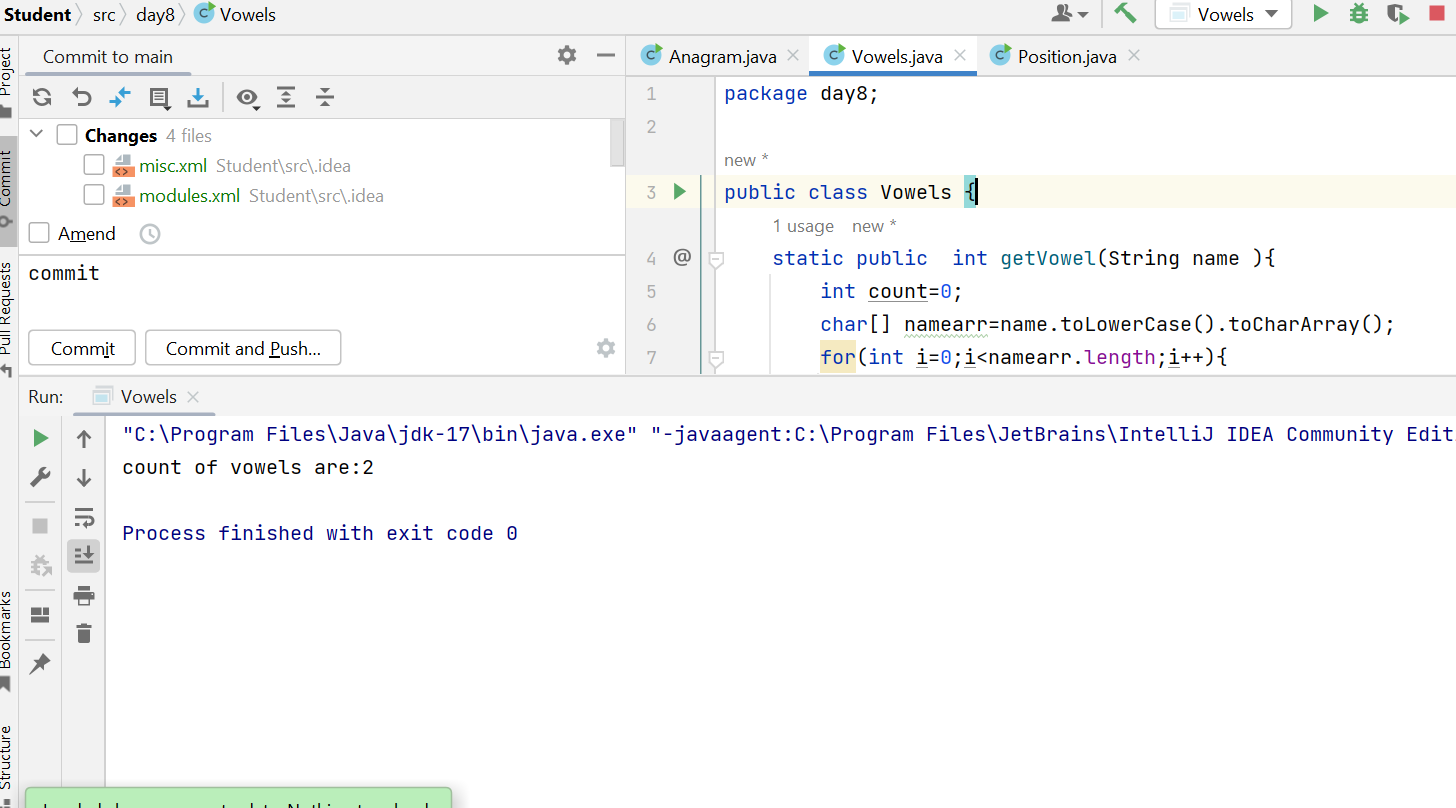 Student src day8 Vowels
Vowels
Project
Commit
Pull Requests
Bookmarks
Structure
Commit to main
Changes 4 files
misc.xml Student\src\.idea
modules.xml Student\src\.idea
Amend
commit
Commit
Commit and Push...
Anagram.java
Vowels.java
Position.java
1 package day8;
2
new *
3 public class Vowels {
1 usage new *
4 @ static public int getVowel(String name ){
5 int count=0;
6 char[] namearr=name.toLowerCase().toCharArray();
7 for(int i=0;i<namearr.length;i++){
Run: Vowels
"C:\Program Files\Java\jdk-17\bin\java.exe" "-javaagent:C:\Program Files\JetBrains\IntelliJ IDEA Community Edit
count of vowels are:2
Process finished with exit code 0